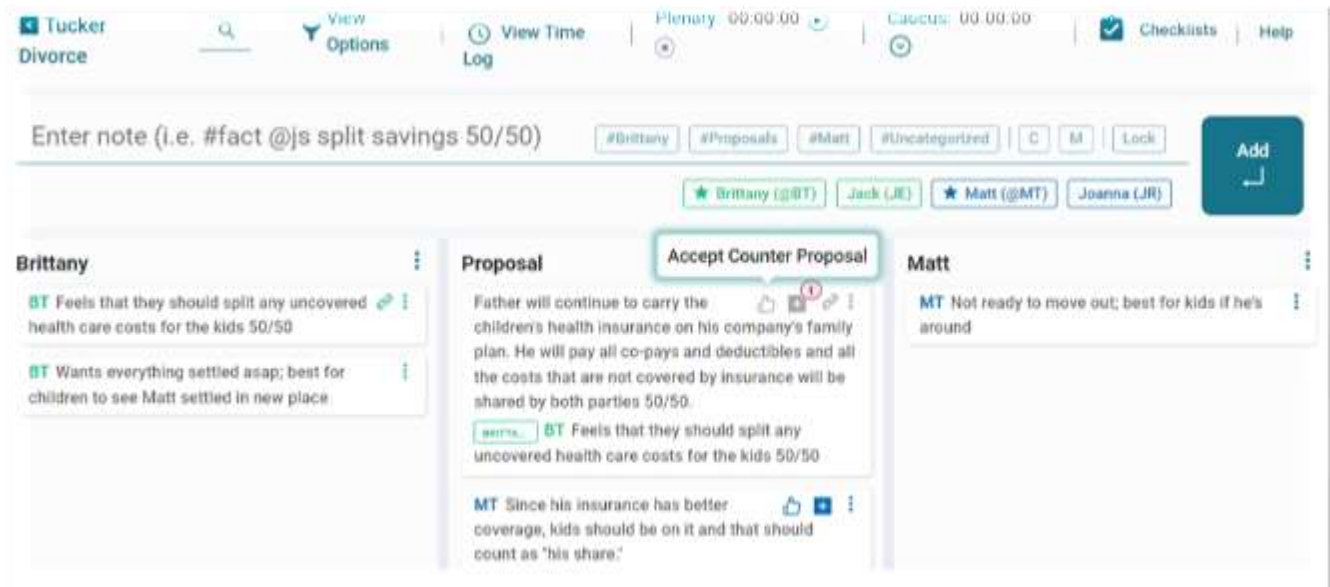 Tucker
Divorce
View
Options
View Time
Log
Plenary: 00:00:00
Caucus: 00:00:00
Checklists
Help
Enter note (i.e. #fact @js split savings 50/50)
#Brittany #Proposals #Matt #Uncategorized C M Lock
Add
★ Brittany (@BT) Jack (JE) ★ Matt (@MT) Joanna (JR)
Brittany
BT Feels that they should split any uncovered
health care costs for the kids 50/50
BT Wants everything settled asap; best for
children to see Matt settled in new place
Proposal
Accept Counter Proposal
Father will continue to carry the
1
children's health insurance on his company's family
plan. He will pay all co-pays and deductibles and all
the costs that are not covered by insurance will be
shared by both parties 50/50.
BT Feels that they should split any
uncovered health care costs for the kids 50/50
MT Since his insurance has better
coverage, kids should be on it and that should
count as "his share."
Matt
MT Not ready to move out; best for kids if he's
around